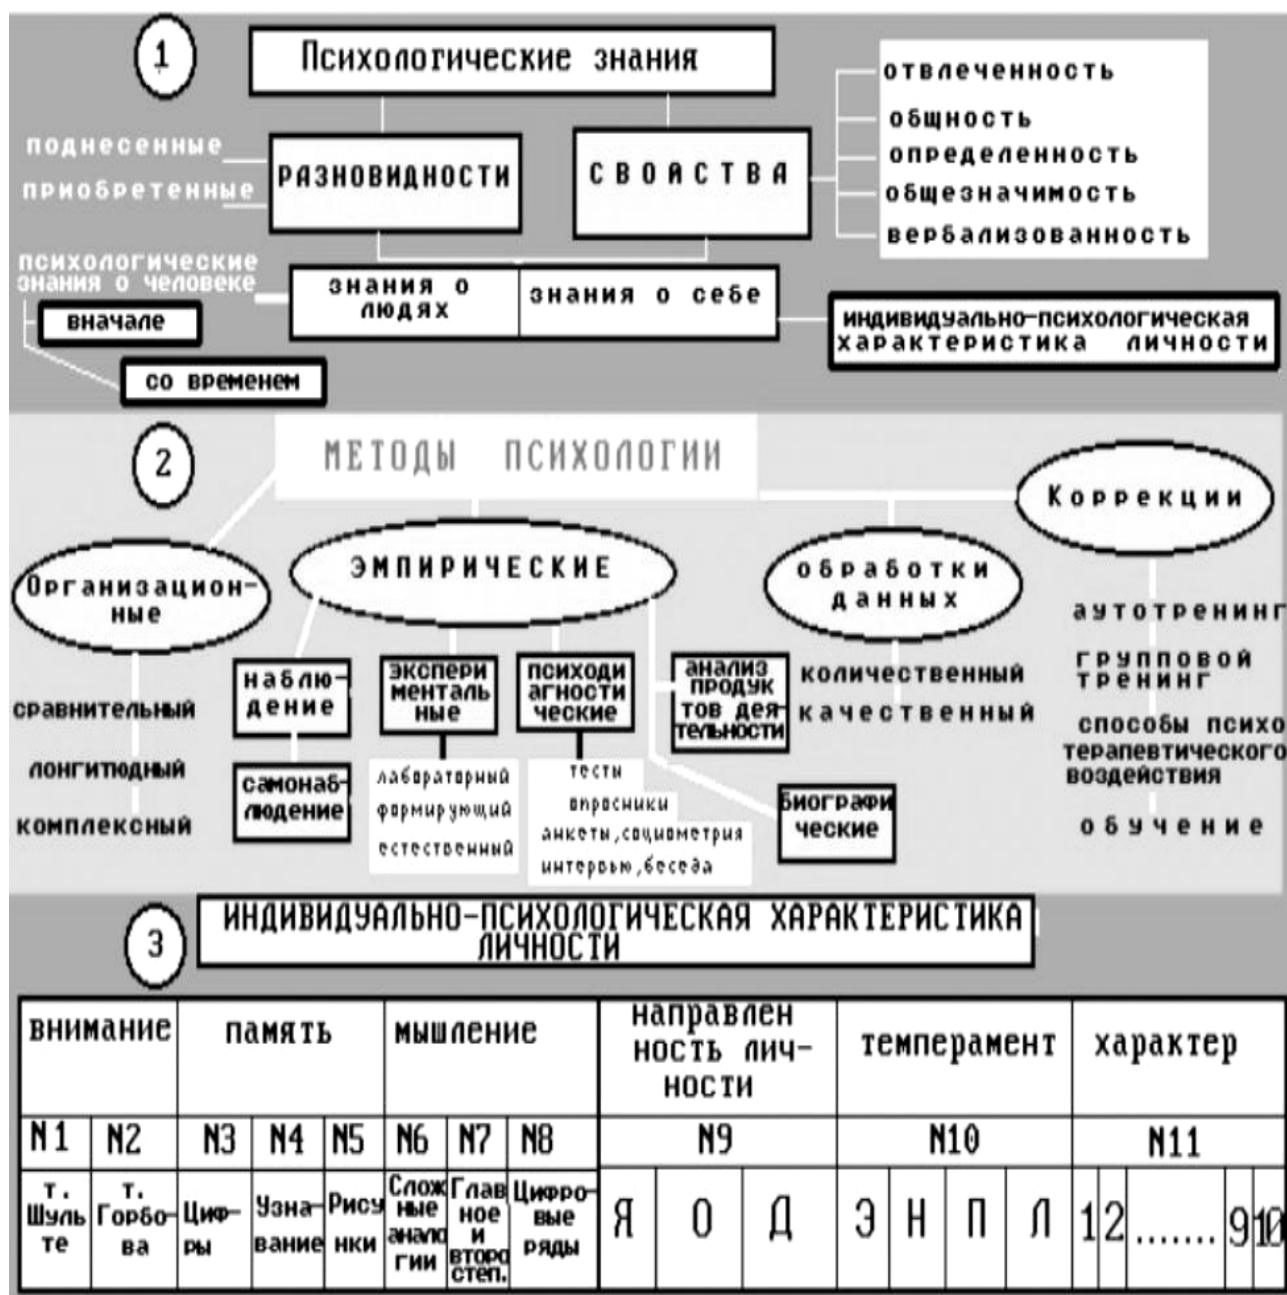 1
Психологические знания
поднесенные
приобретенные
РАЗНОВИДНОСТИ
СВОЙСТВА
отвлеченность
общность
определенность
общезначимость
вербализованность
психологические
знания о человеке
вначале
со временем
знания о
людях
знания о себе
индивидуально-психологическая
характеристика личности
2
МЕТОДЫ ПСИХОЛОГИИ
Организацион-
ные
сравнительный
лонгитюдный
комплексный
ЭМПИРИЧЕСКИЕ
наблю-
дение
самонаб-
людение
экспери
менталь
ные
лабораторный
формирующий
естественный
психоди
агности
ческие
тесты
опросники
анкеты,социометрия
интервью,беседа
анализ
продук
тов дея-
тельности
биографи
ческие
обработки
данных
количественный
качественный
Коррекции
аутотренинг
групповой
тренинг
способы психо
терапевтического
воздействия
обучение
3
ИНДИВИДУАЛЬНО-ПСИХОЛОГИЧЕСКАЯ ХАРАКТЕРИСТИКА
ЛИЧНОСТИ
внимание
память
мышление
направлен
ность лич-
ности
темперамент
характер
N1
N2
N3
N4
N5
N6
N7
N8
N9
N10
N11
т.
Шуль
те
т.
Горбо-
ва
Циф-
ры
Узна-
вание
Рису
нки
Слож
ные
анало
гии
Глав
ное
и
второ
степ.
Цифро-
вые
ряды
Я
О
Д
Э
Н
П
Л
1
2
.......
9
10